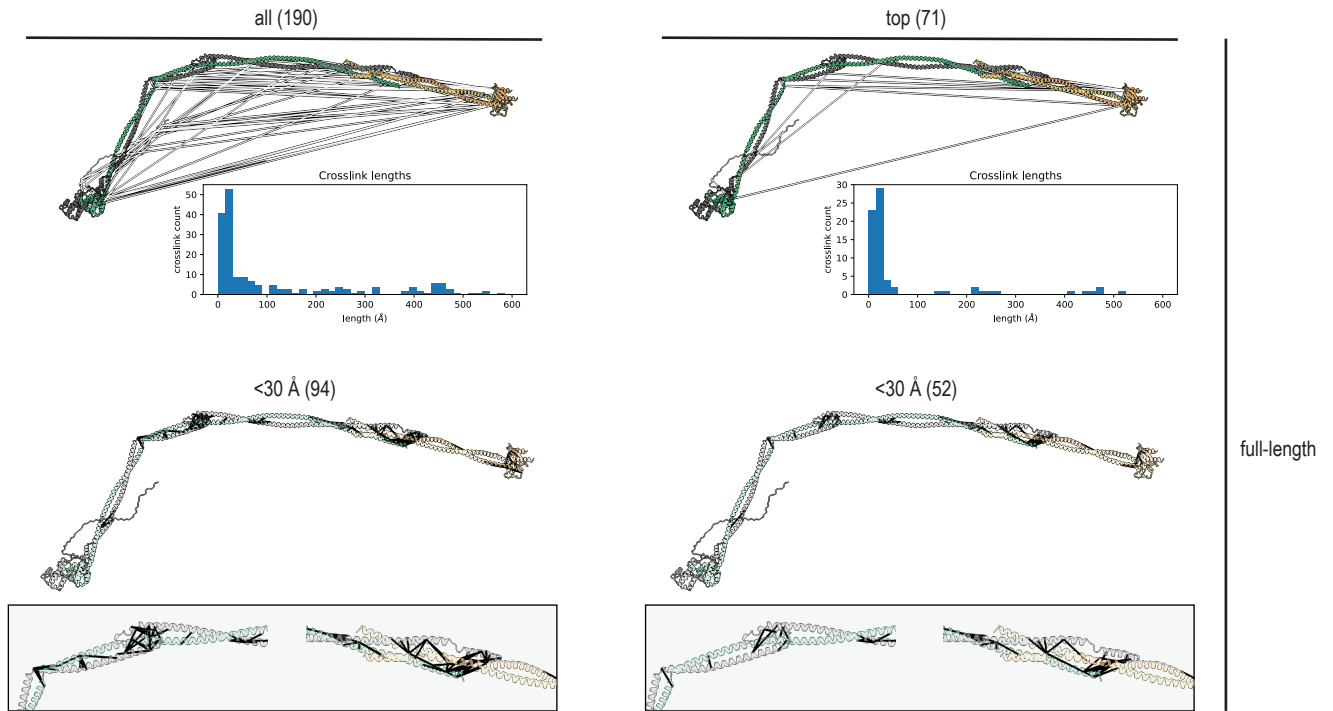 all (190)
top (71)
Crosslink lengths
crosslink count
50
40
30
20
10
0
0 100 200 300 400 500 600
length (Å)
Crosslink lengths
crosslink count
30
25
20
15
10
5
0
0 100 200 300 400 500 600
length (Å)
<30 Å (94)
<30 Å (52)
full-length